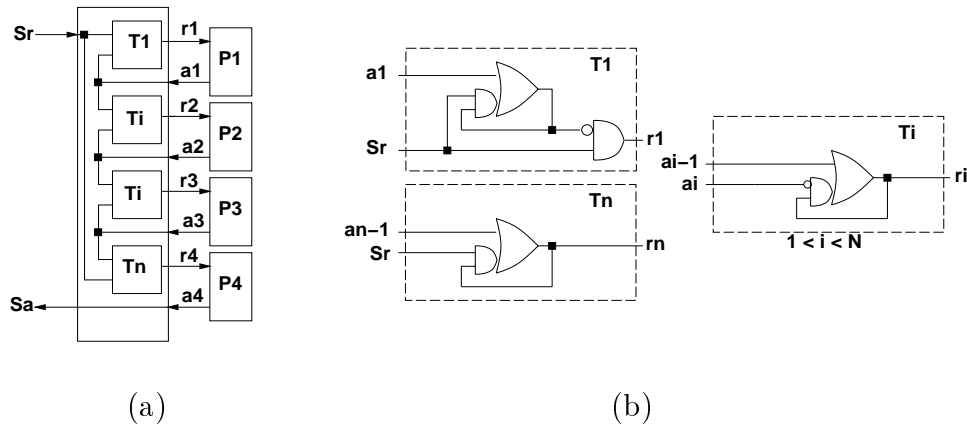 Sr
T1
r1
P1
a1
Ti
r2
P2
a2
Ti
r3
P3
a3
Tn
r4
P4
a4
Sa
(a)
T1
a1
Sr
r1
Tn
an–1
Sr
rn
Ti
ai–1
ai
ri
1 < i < N
(b)